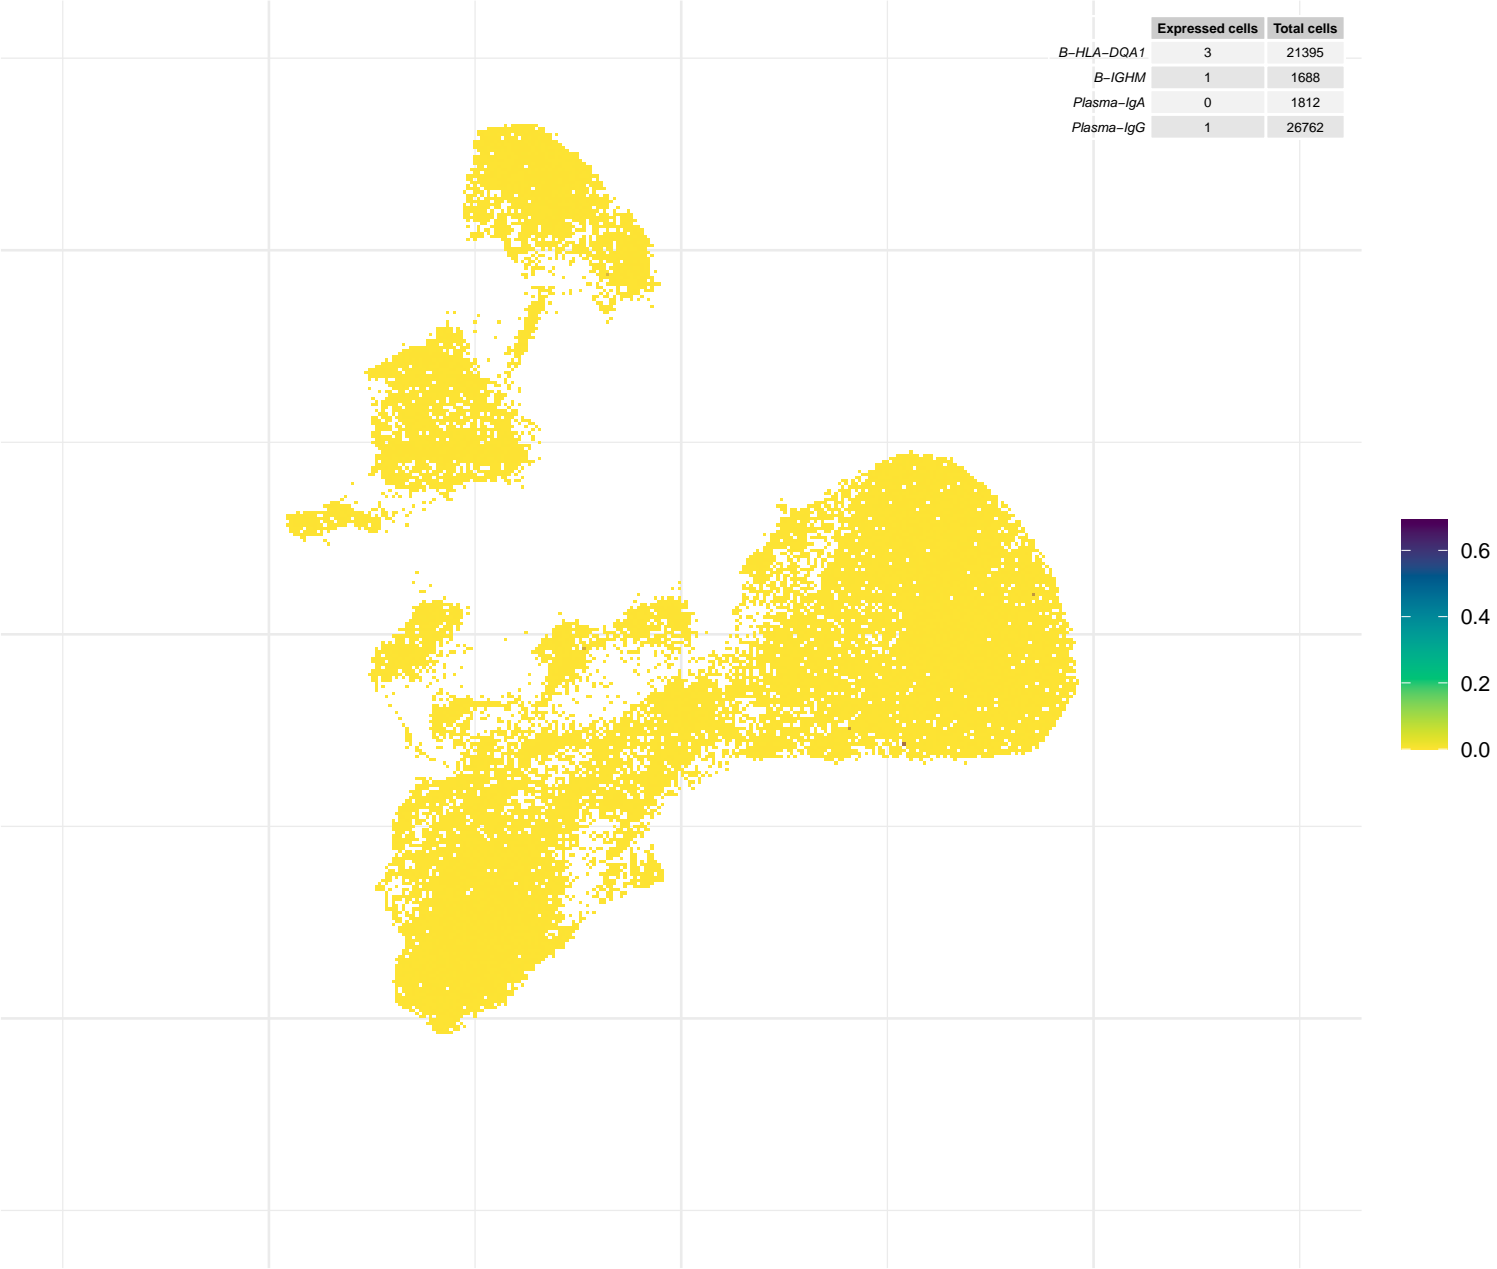 Expressed cells Total cells
B−HLA−DQA1 3 21395
B−IGHM 1 1688
Plasma−IgA 0 1812
Plasma−IgG 1 26762
0.6
0.4
0.2
0.0